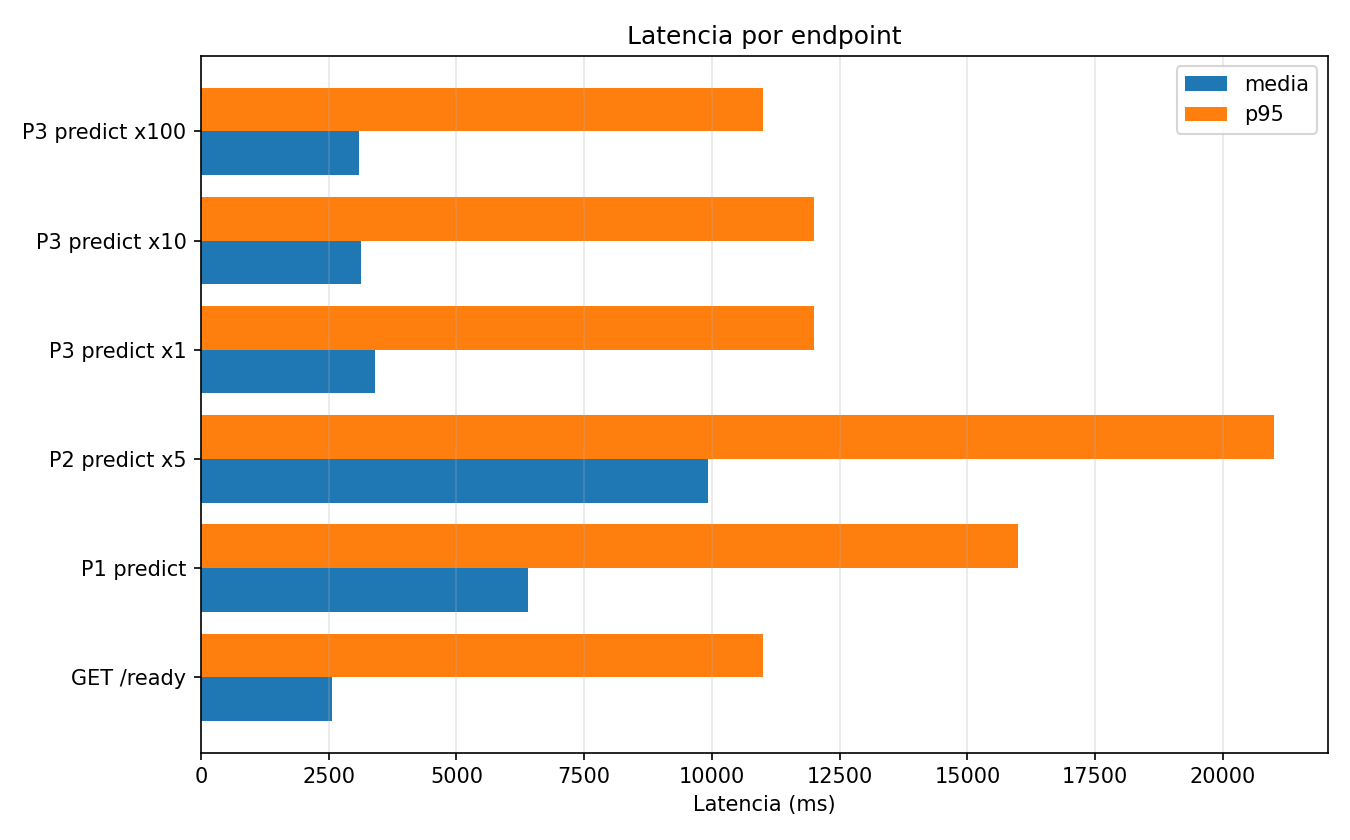 Latencia por endpoint
media
p95
P3 predict x100
P3 predict x10
P3 predict x1
P2 predict x5
P1 predict
GET /ready
0 2500 5000 7500 10000 12500 15000 17500 20000
Latencia (ms)